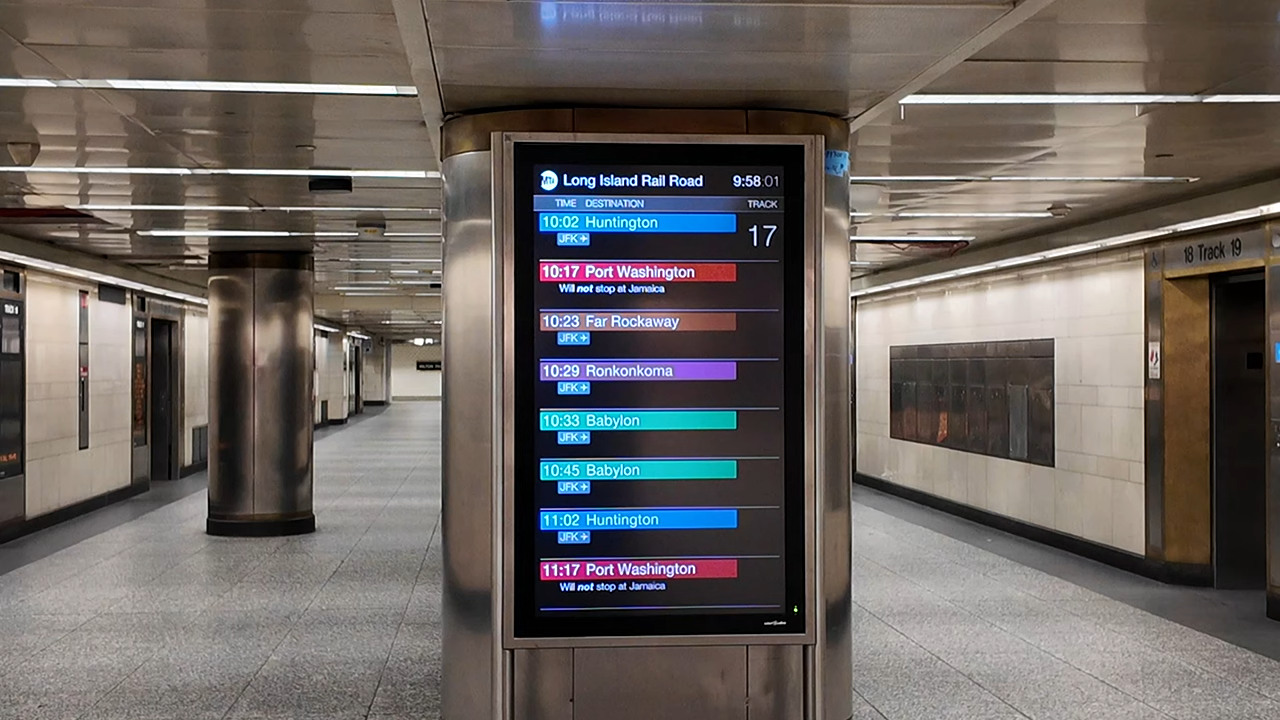 MTA Long Island Rail Road 9:58:01
TIME DESTINATION TRACK
10:02 Huntington 17
JFK
10:17 Port Washington
Will not stop at Jamaica
10:23 Far Rockaway
JFK
10:29 Ronkonkoma
JFK
10:33 Babylon
JFK
10:45 Babylon
JFK
11:02 Huntington
JFK
11:17 Port Washington
Will not stop at Jamaica
18 Track 19